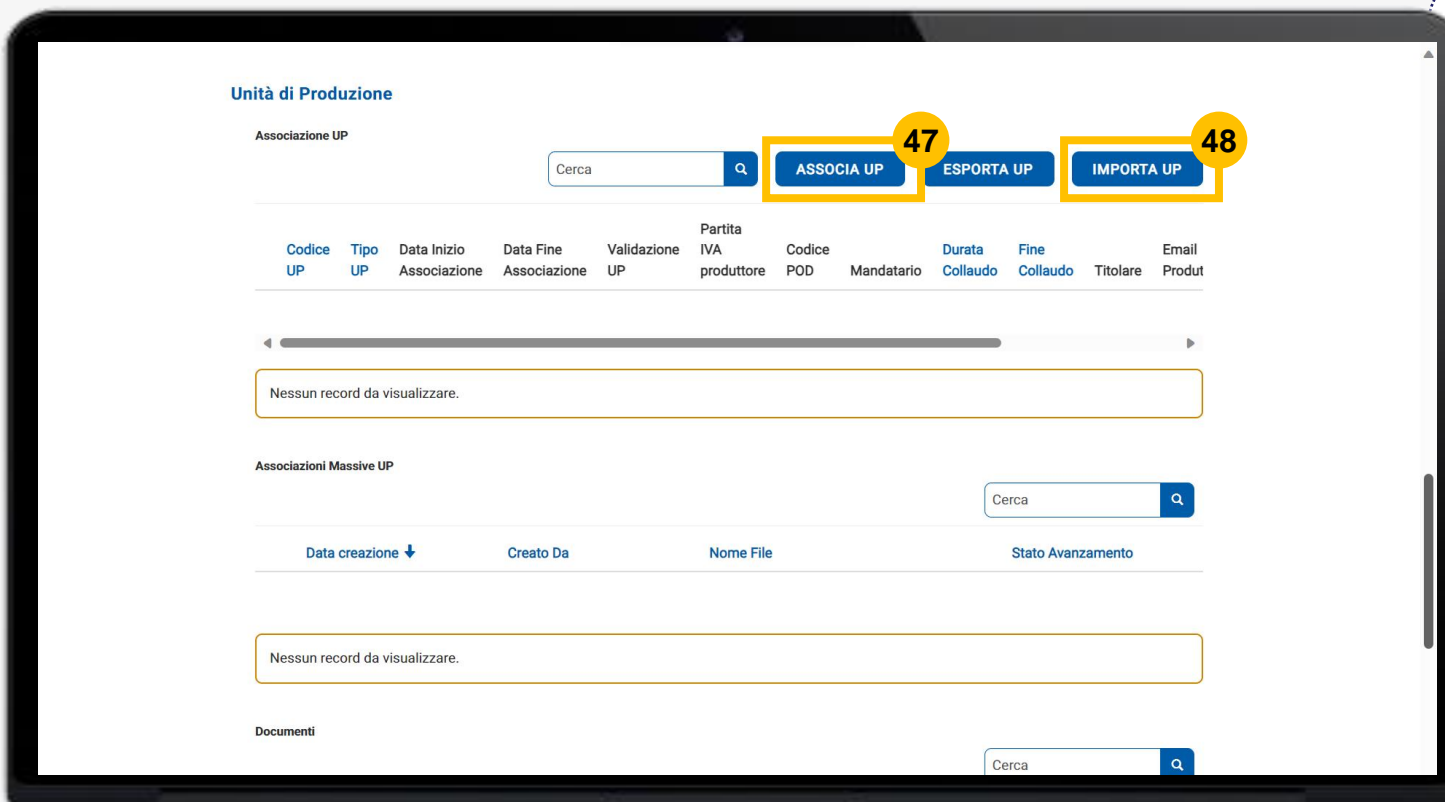 Unità di Produzione
Associazione UP
47
48
Cerca
ASSOCIA UP
ESPORTA UP
IMPORTA UP
Codice UP
Tipo UP
Data Inizio Associazione
Data Fine Associazione
Validazione UP
Partita IVA produttore
Codice POD
Mandatario
Durata Collaudo
Fine Collaudo
Titolare
Email Produt
Nessun record da visualizzare.
Associazioni Massive UP
Cerca
Data creazione
Creato Da
Nome File
Stato Avanzamento
Nessun record da visualizzare.
Documenti
Cerca